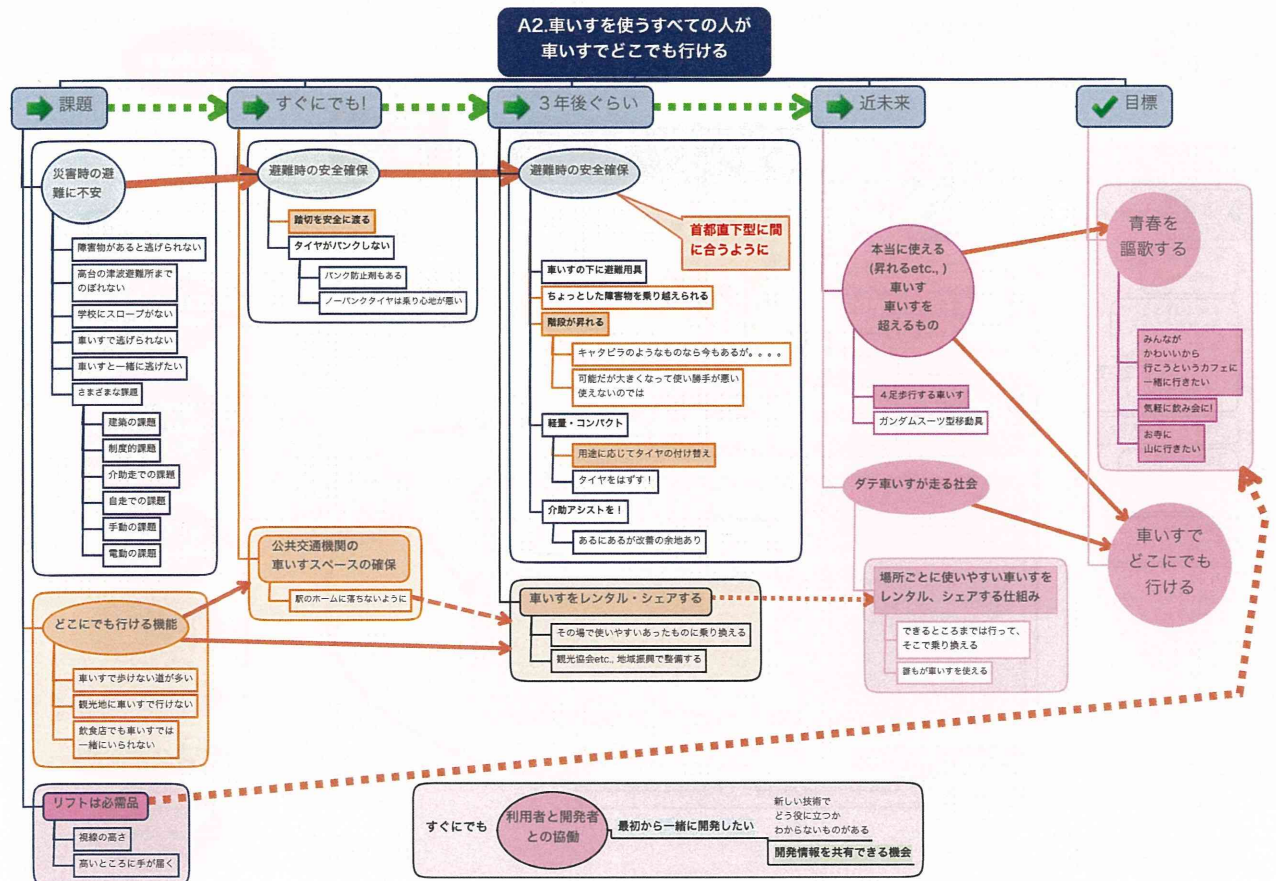 A2.車いすを使うすべての人が
車いすでどこでも行ける
課題
すぐにでも!
３年後ぐらい
近未来
目標
災害時の避
難に不安
障害物があると逃げられない
高台の津波避難所まで
のぼれない
学校にスロープがない
車いすで逃げられない
車いすと一緒に逃げたい
さまざまな課題
建築の課題
制度的課題
介助走での課題
自走での課題
手動の課題
電動の課題
どこにでも行ける機能
車いすで歩けない道が多い
観光地に車いすで行けない
飲食店でも車いすでは
一緒にいられない
リフトは必需品
視線の高さ
高いところに手が届く
避難時の安全確保
踏切を安全に渡る
タイヤがパンクしない
パンク防止剤もある
ノーパンクタイヤは乗り心地が悪い
公共交通機関の
車いすスペースの確保
駅のホームに落ちないように
避難時の安全確保
首都直下型に間
に合うように
車いすの下に避難用具
ちょっとした障害物を乗り越えられる
階段が昇れる
キャタピラのようなものなら今もあるが。。。。
可能だが大きくなって使い勝手が悪い
使えないのでは
軽量・コンパクト
用途に応じてタイヤの付け替え
タイヤをはずす！
介助アシストを！
あるにあるが改善の余地あり
車いすをレンタル・シェアする
その場で使いやすいあったものに乗り換える
観光協会etc., 地域振興で整備する
本当に使える
(昇れるetc., )
車いす
車いすを
超えるもの
４足歩行する車いす
ガンダムスーツ型移動具
ダテ車いすが走る社会
場所ごとに使いやすい車いすを
レンタル、シェアする仕組み
できるところまでは行って、
そこで乗り換える
誰もが車いすを使える
青春を
謳歌する
みんなが
かわいいから
行こうというカフェに
一緒に行きたい
気軽に飲み会に!
お寺に
山に行きたい
車いすで
どこにでも
行ける
すぐにでも
利用者と開発者
との協働
最初から一緒に開発したい
新しい技術で
どう役に立つか
わからないものがある
開発情報を共有できる機会